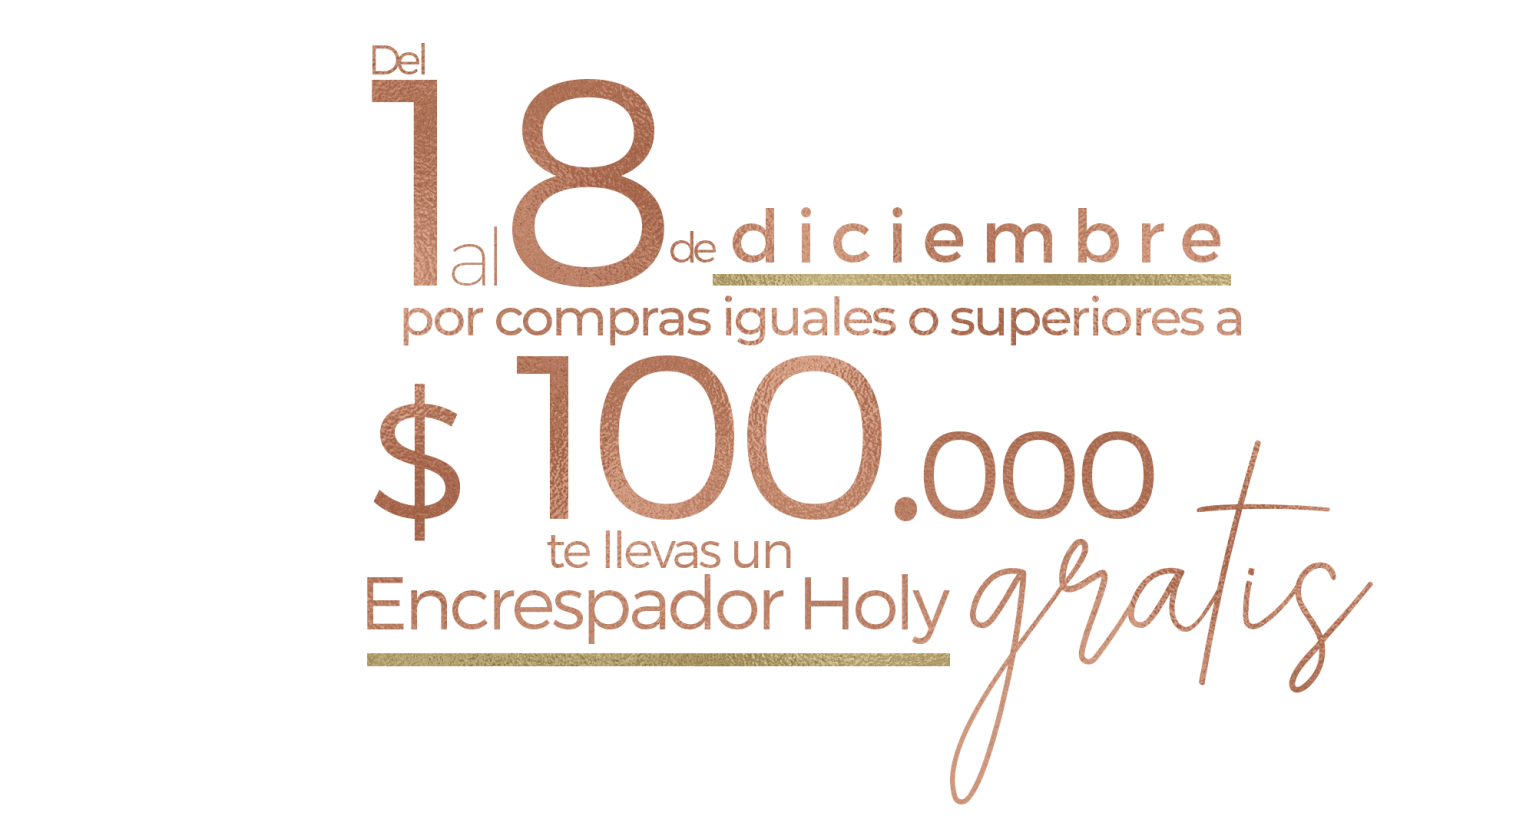 Del
1 al 8 de diciembre
por compras iguales o superiores a
$ 100.000
te llevas un
Encrespador Holy gratis